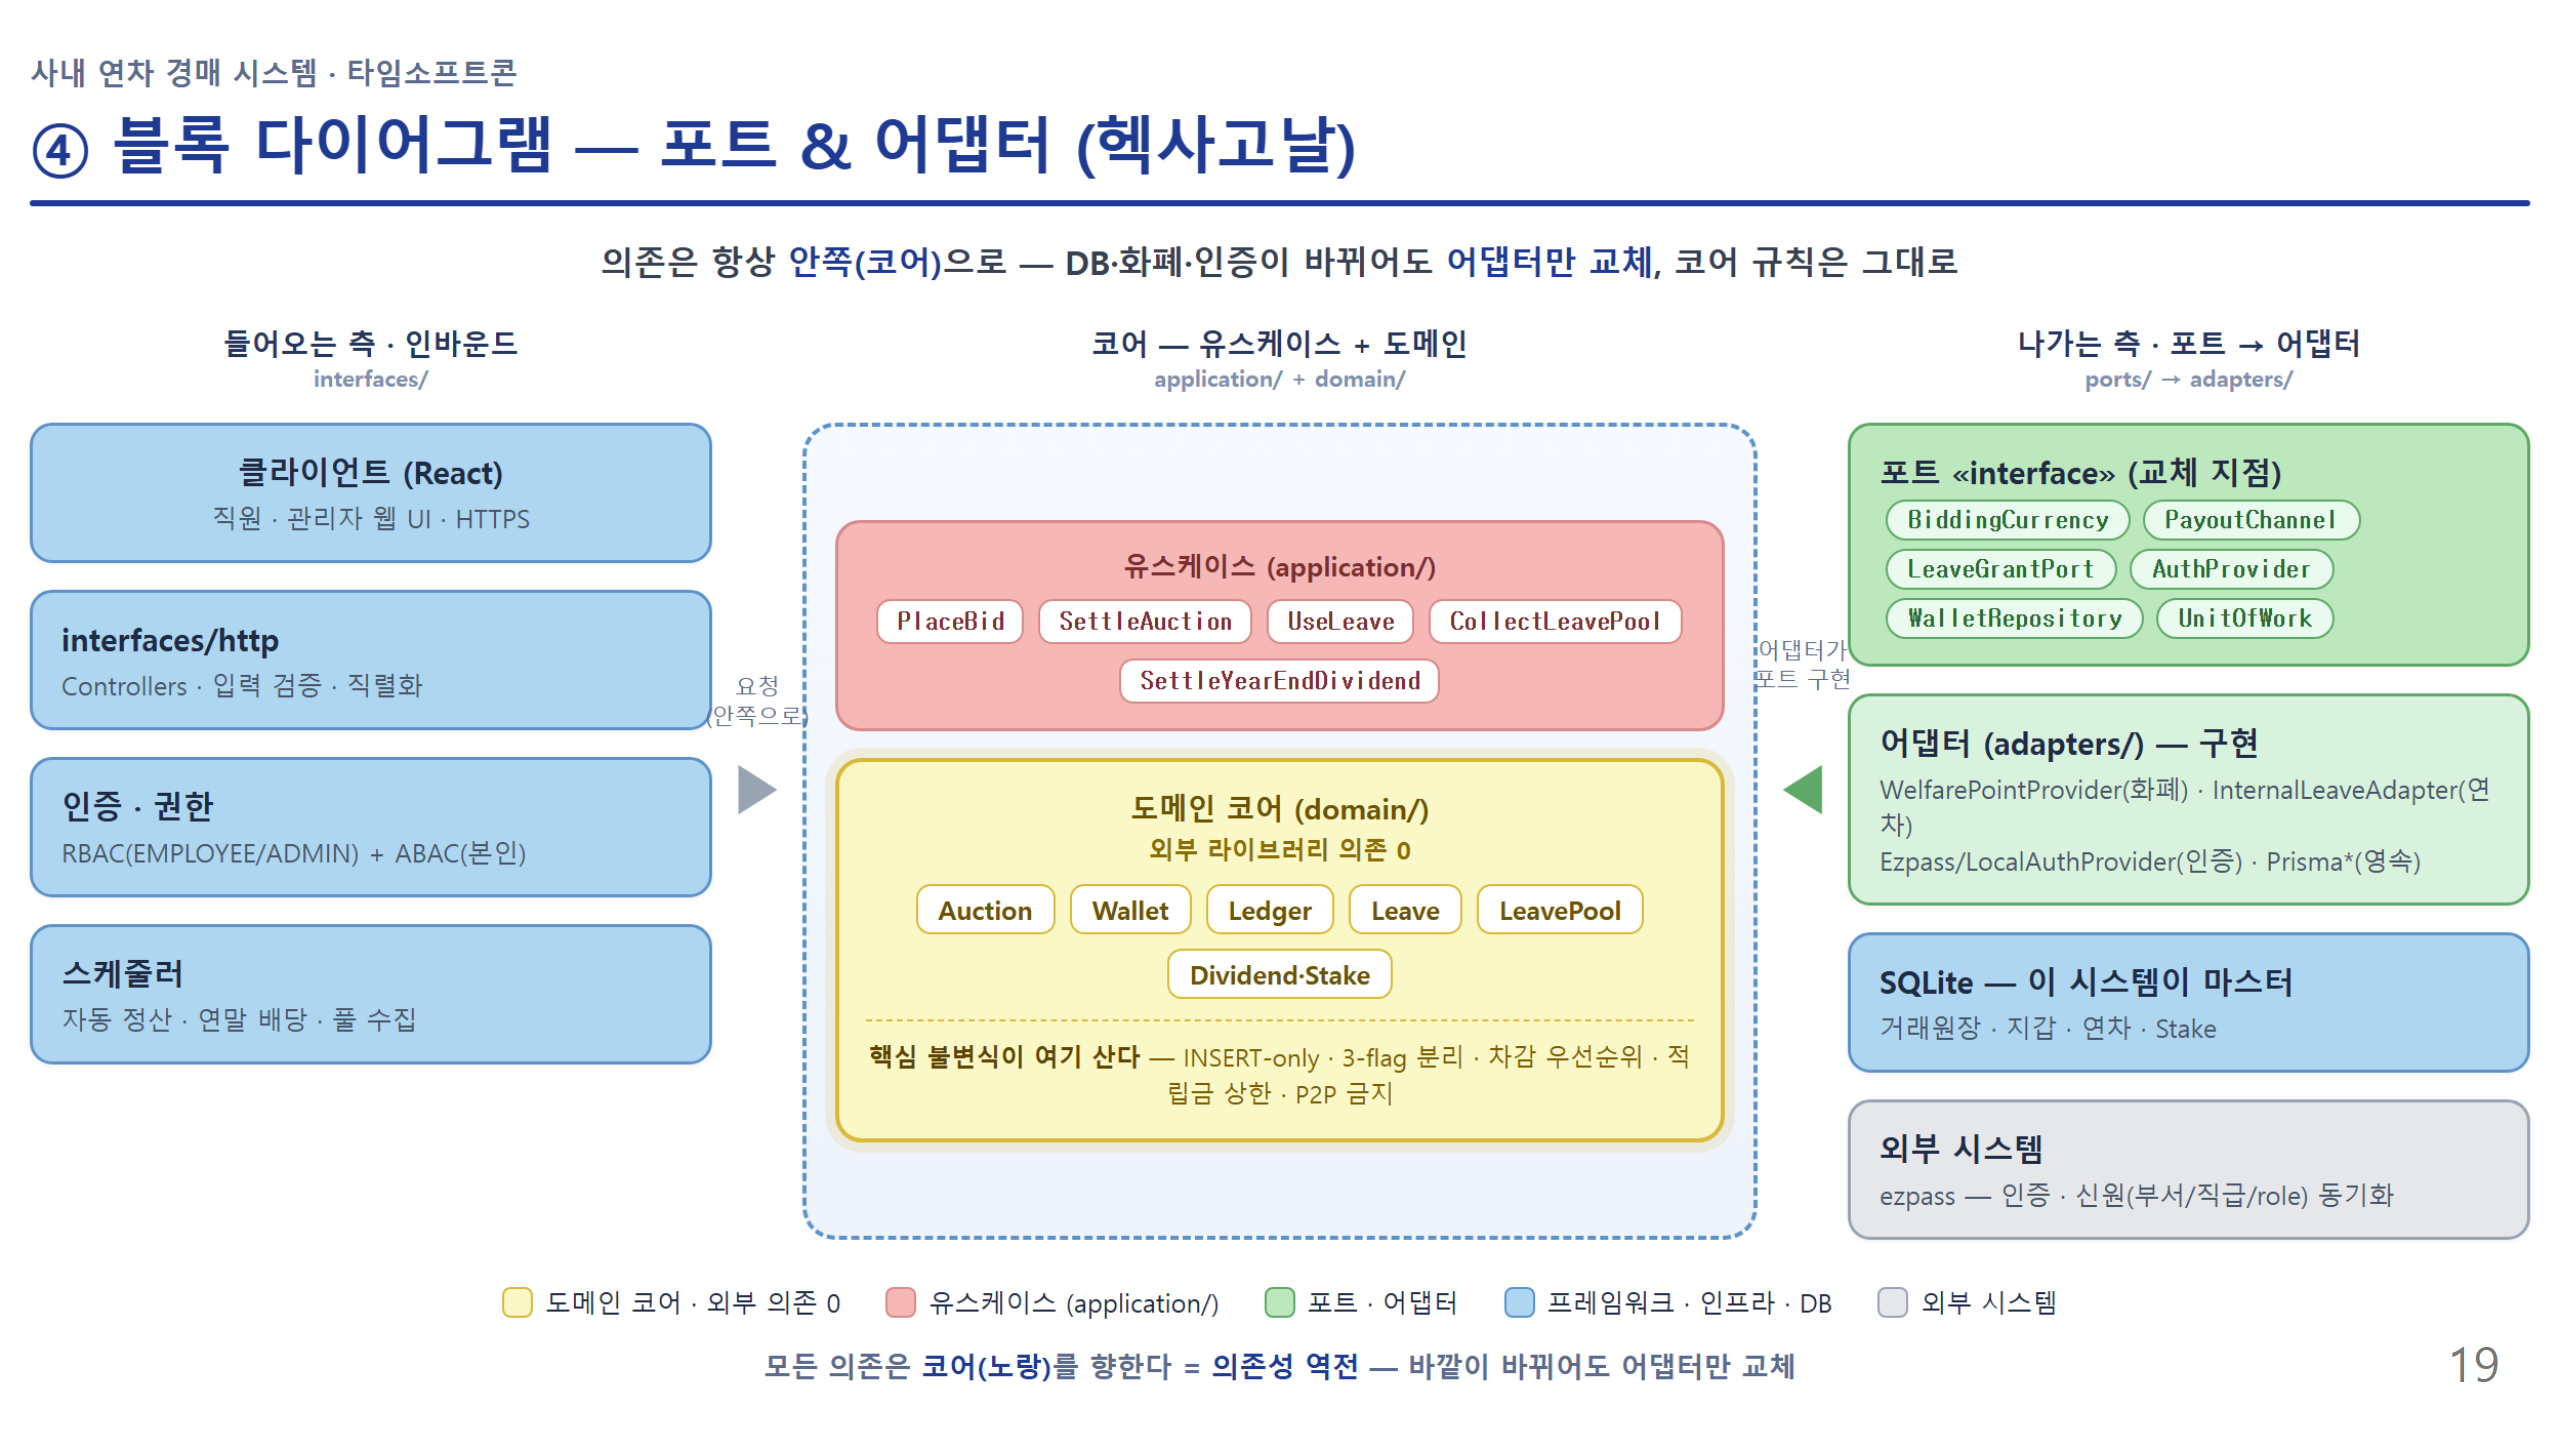 사내 연차 경매 시스템 · 타임소프트콘
④ 블록 다이어그램 — 포트 & 어댑터 (헥사고날)
의존은 항상 안쪽(코어)으로 — DB·화폐·인증이 바뀌어도 어댑터만 교체, 코어 규칙은 그대로
들어오는 측 · 인바운드
interfaces/
클라이언트 (React)
직원 · 관리자 웹 UI · HTTPS
interfaces/http
Controllers · 입력 검증 · 직렬화
인증 · 권한
RBAC(EMPLOYEE/ADMIN) + ABAC(본인)
스케줄러
자동 정산 · 연말 배당 · 풀 수집
요청
(안쪽으로)
코어 — 유스케이스 + 도메인
application/ + domain/
유스케이스 (application/)
PlaceBid SettleAuction UseLeave CollectLeavePool
SettleYearEndDividend
도메인 코어 (domain/)
외부 라이브러리 의존 0
Auction Wallet Ledger Leave LeavePool
Dividend·Stake
핵심 불변식이 여기 산다 — INSERT-only · 3-flag 분리 · 차감 우선순위 · 적
립금 상한 · P2P 금지
어댑터가
포트 구현
나가는 측 · 포트 → 어댑터
ports/ → adapters/
포트 «interface» (교체 지점)
BiddingCurrency PayoutChannel
LeaveGrantPort AuthProvider
WalletRepository UnitOfWork
어댑터 (adapters/) — 구현
WelfarePointProvider(화폐) · InternalLeaveAdapter(연
차)
Ezpass/LocalAuthProvider(인증) · Prisma*(영속)
SQLite — 이 시스템이 마스터
거래원장 · 지갑 · 연차 · Stake
외부 시스템
ezpass — 인증 · 신원(부서/직급/role) 동기화
도메인 코어 · 외부 의존 0 유스케이스 (application/) 포트 · 어댑터 프레임워크 · 인프라 · DB 외부 시스템
모든 의존은 코어(노랑)를 향한다 = 의존성 역전 — 바깥이 바뀌어도 어댑터만 교체
19